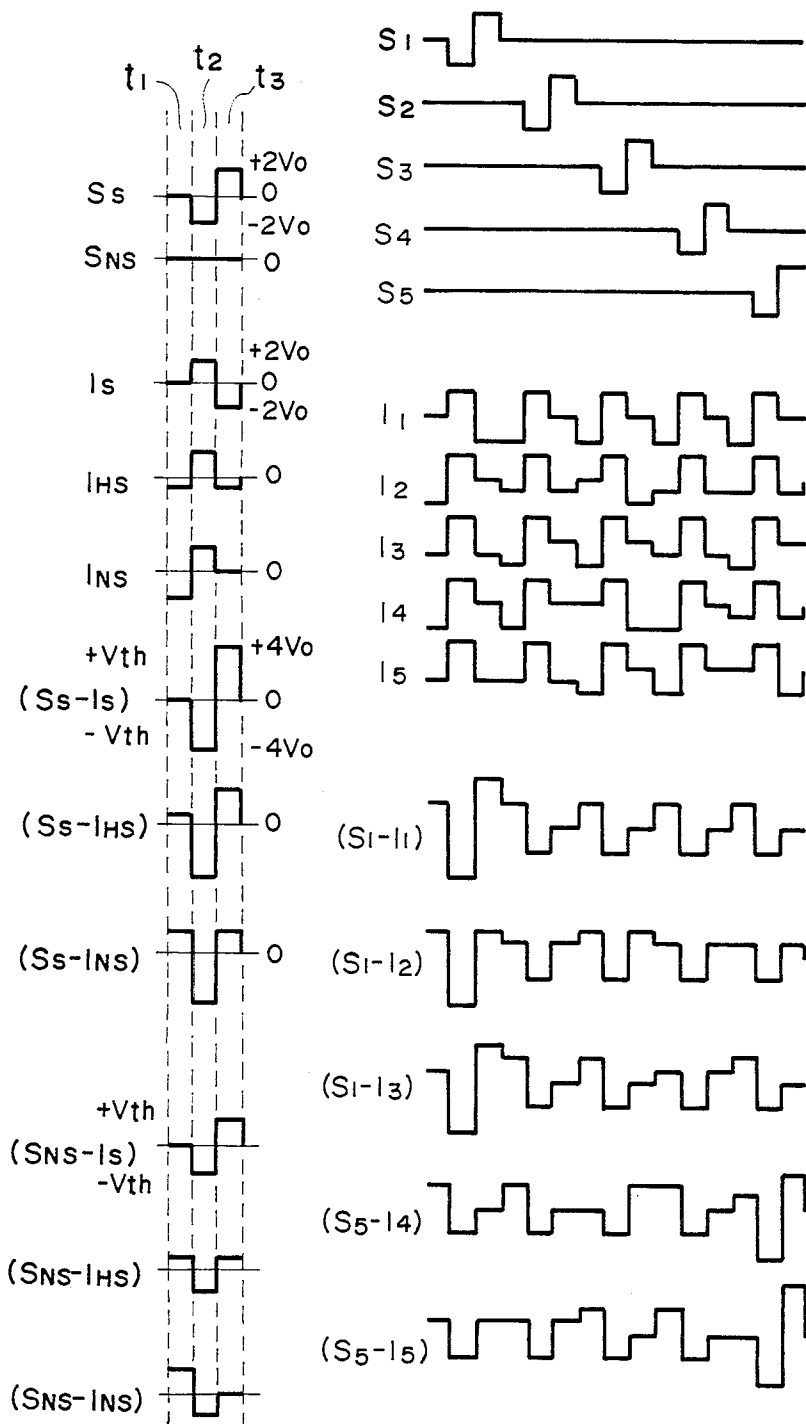 t1 t2 t3
+2Vo
Ss 0
-2Vo
SNS 0
+2Vo
Is 0
-2Vo
IHS 0
INS 0
+Vth +4Vo
(Ss-Is) 0
-Vth -4Vo
(Ss-IHS) 0
(Ss-INS) 0
+Vth
(SNS-Is)
-Vth
(SNS-IHS)
(SNS-INS)
S1
S2
S3
S4
S5
I1
I2
I3
I4
I5
(S1-I1)
(S1-I2)
(S1-I3)
(S5-I4)
(S5-I5)